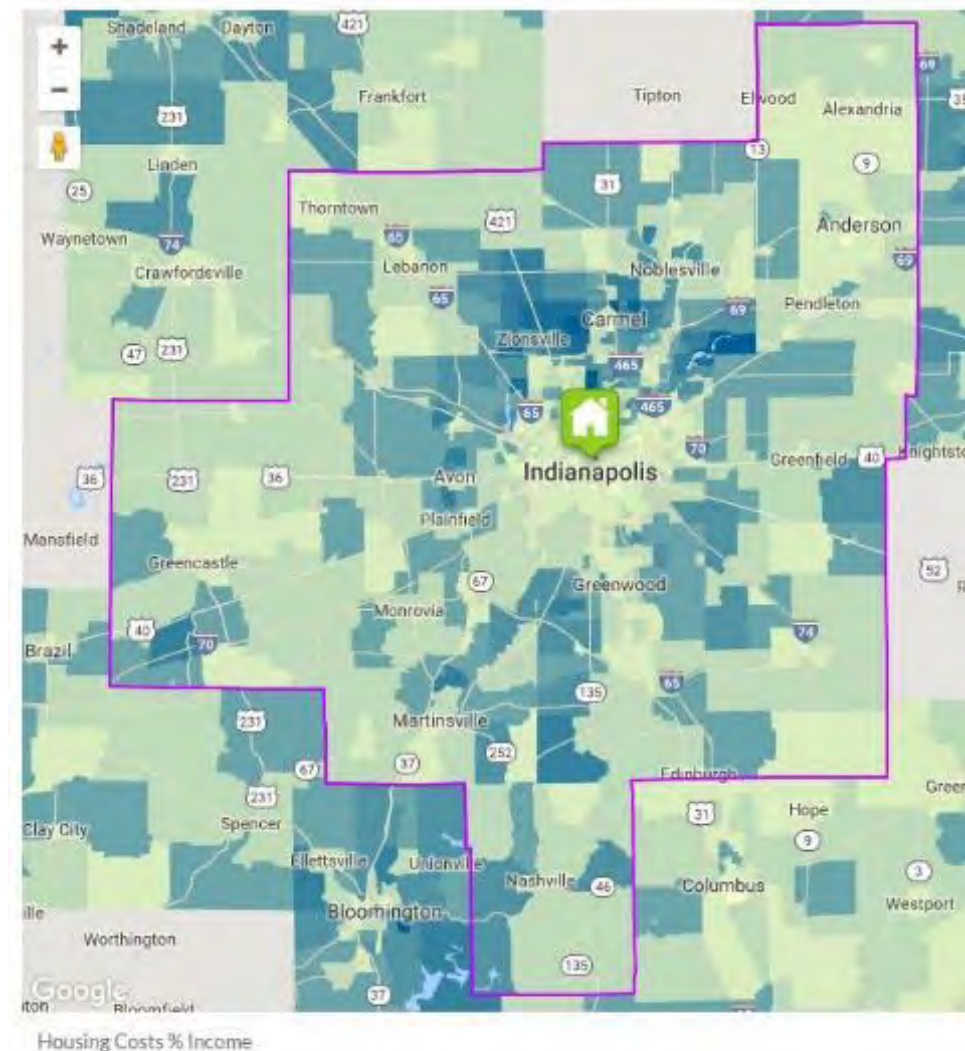 Shadeland Dayton 421
+
−
Frankfort Tipton Elwood Alexandria 69 35
231
Linden 13 9
25 31
Thorntown 421
Waynetown 74 65 Anderson
Crawfordsville Lebanon Noblesville 69
65 Pendleton
Carmel 69
47 231 Zionsville
465
65 465
70
36 231 36 Avon Indianapolis Greenfield 40
Plainfield
Mansfield
Greencastle 67 Greenwood 52
Monrovia
40 70 74
Brazil
135 65
231 Martinsville
252
67 37 Edinburgh
231 31 Hope
Clay City Spencer 9
Ellettsville Unionville 3
Nashville 46 Columbus
Bloomington Westport
Worthington
135
Google 37
Bloomfield
Housing Costs % Income